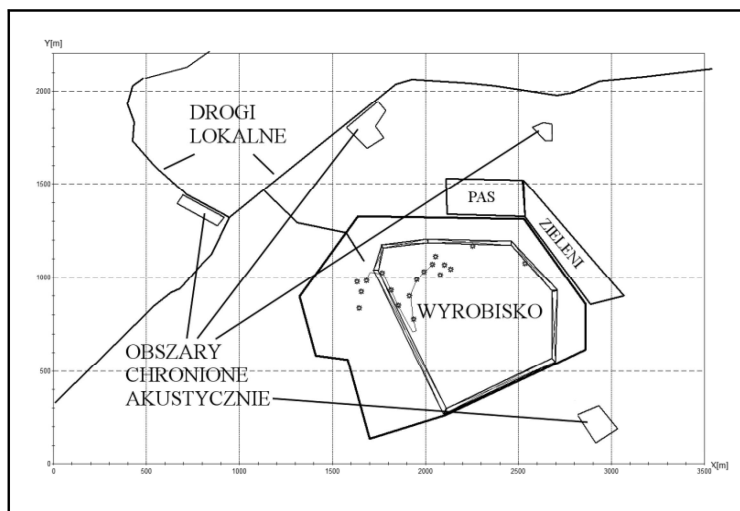 Y[m]
2000
1500
1000
500
0
0
500
1000
1500
2000
2500
3000
3500
X[m]
DROGI
LOKALNE
PAS
ZIELENI
WYROBISKO
OBSZARY
CHRONIONE
AKUSTYCZNIE